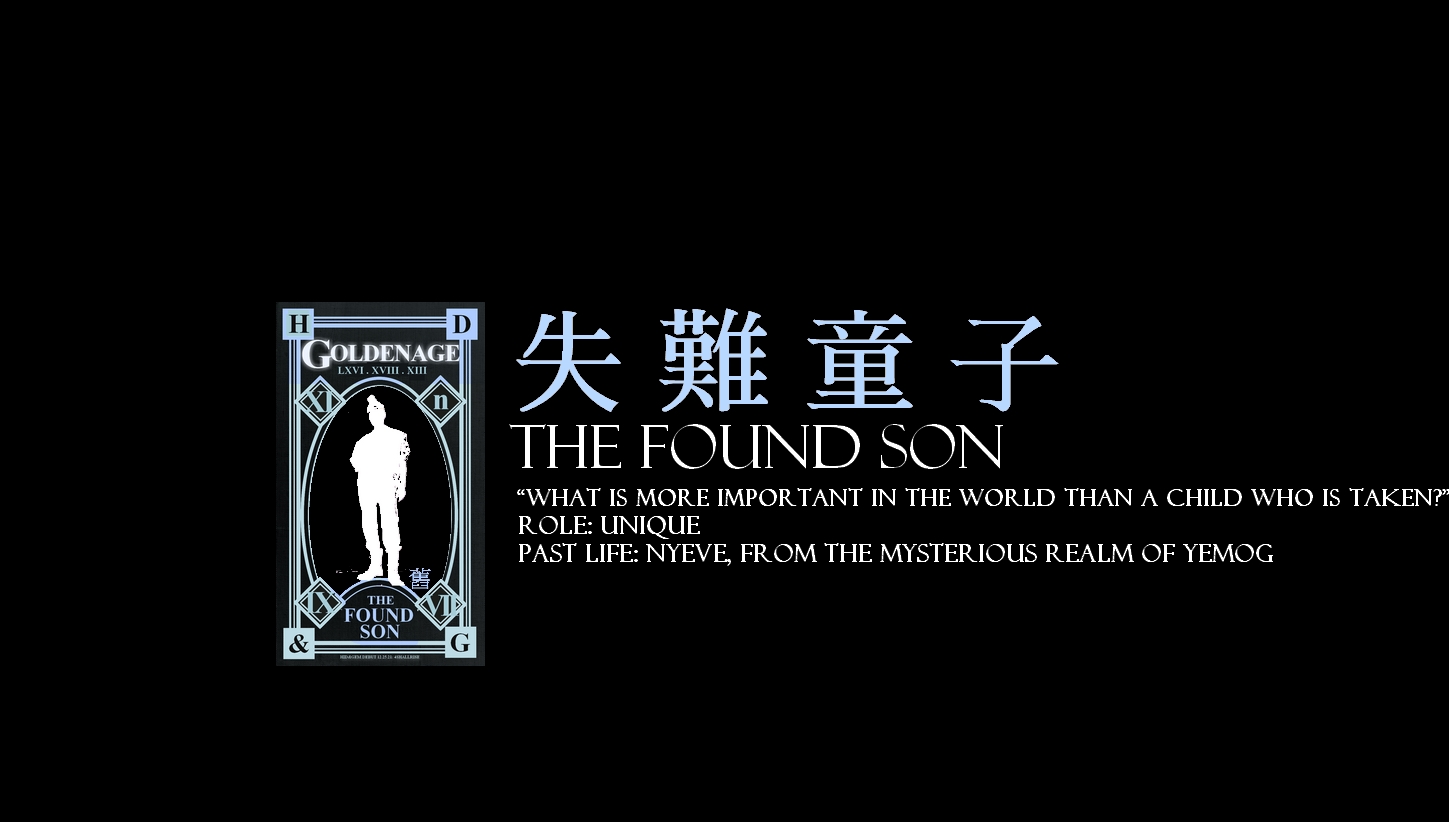 H D
GOLDENAGE
LXVI . XVIII . XIII
XI n
舊
IX VII
THE
FOUND
SON
& G
失難童子
THE FOUND SON
“WHAT IS MORE IMPORTANT IN THE WORLD THAN A CHILD WHO IS TAKEN?”
ROLE: UNIQUE
PAST LIFE: NYEVE, FROM THE MYSTERIOUS REALM OF YEMOG